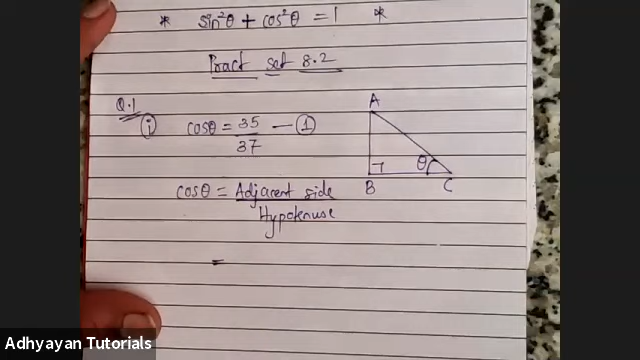 * sin²θ + cos²θ = 1 *
Pract set 8.2
Q.1
(i) cosθ = 35/37 — (1)
A
θ
B
C
cosθ = Adjacent side
Hypotenuse
=
Adhyayan Tutorials